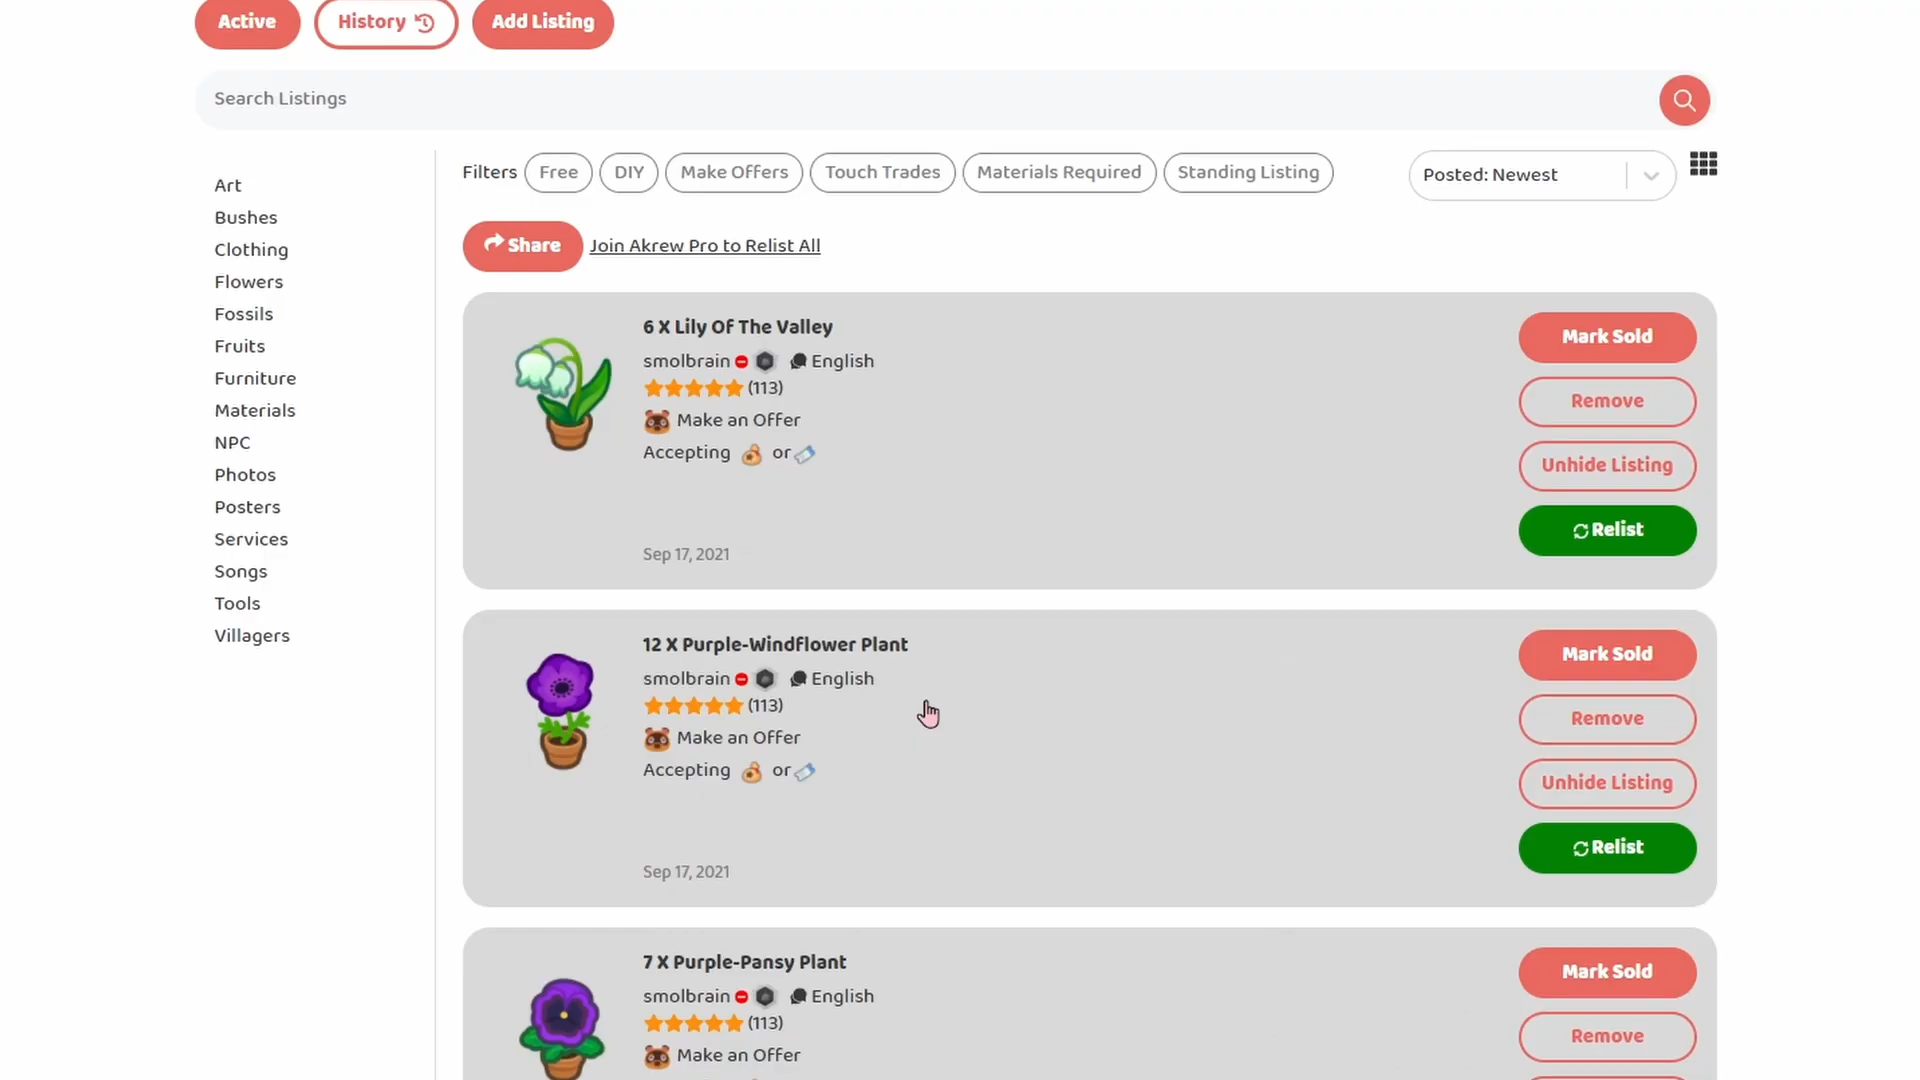 Active
History
Add Listing
Search Listings
Art
Bushes
Clothing
Flowers
Fossils
Fruits
Furniture
Materials
NPC
Photos
Posters
Services
Songs
Tools
Villagers
Filters Free DIY Make Offers Touch Trades Materials Required Standing Listing
Posted: Newest
Share Join Akrew Pro to Relist All
6 X Lily Of The Valley
smolbrain English
(113)
Make an Offer
Accepting or
Sep 17, 2021
Mark Sold
Remove
Unhide Listing
Relist
12 X Purple-Windflower Plant
smolbrain English
(113)
Make an Offer
Accepting or
Sep 17, 2021
Mark Sold
Remove
Unhide Listing
Relist
7 X Purple-Pansy Plant
smolbrain English
(113)
Make an Offer
Mark Sold
Remove